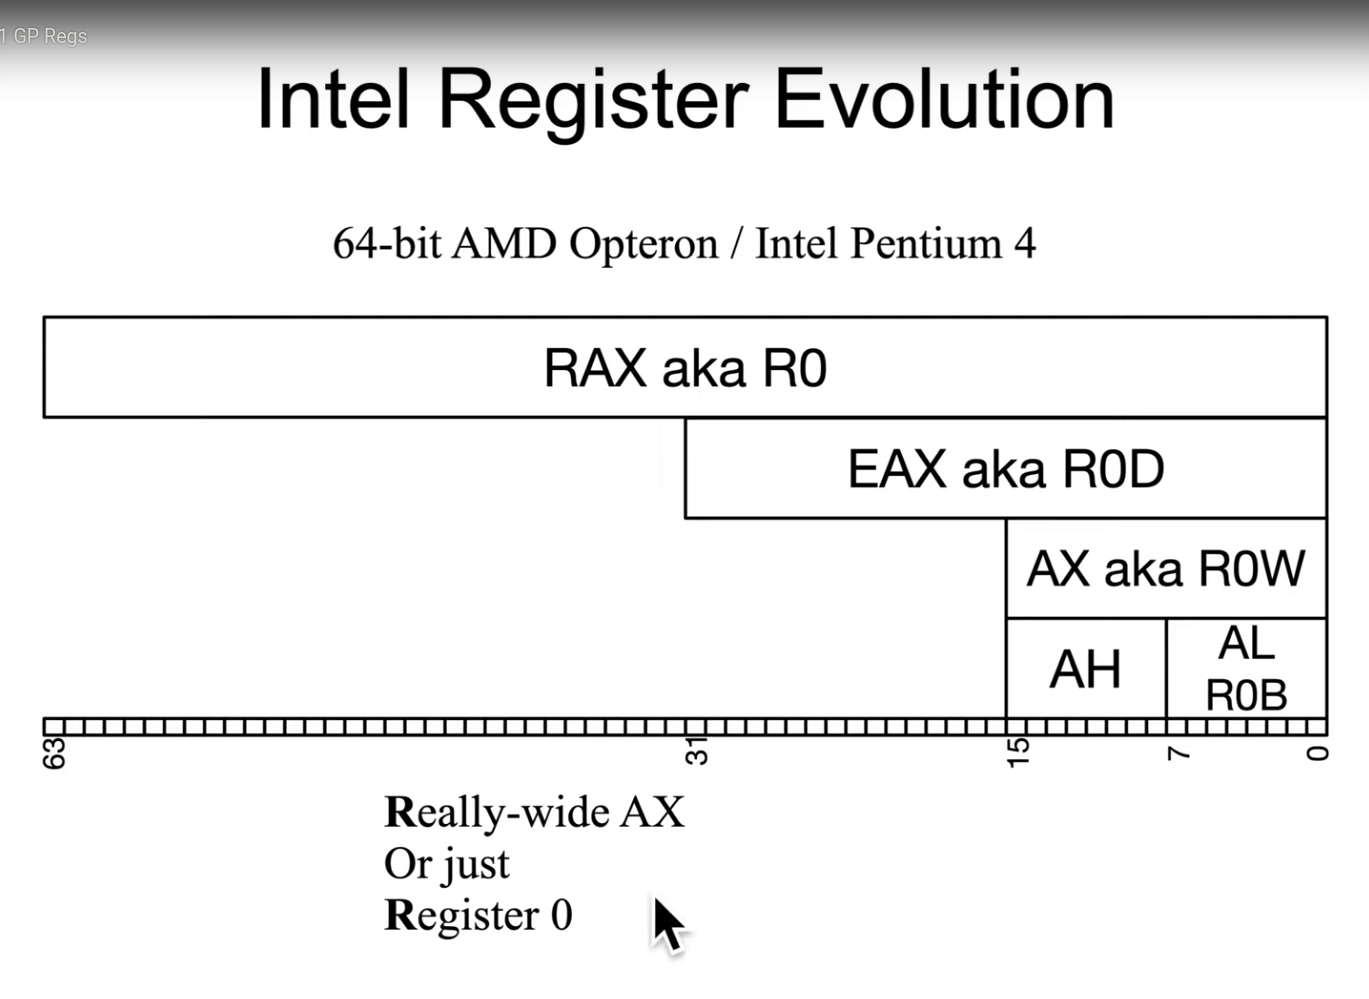 1 GP Regs
Intel Register Evolution
64-bit AMD Opteron / Intel Pentium 4
RAX aka R0
EAX aka R0D
AX aka R0W
AH
AL
R0B
63
31
15
7
0
Really-wide AX
Or just
Register 0